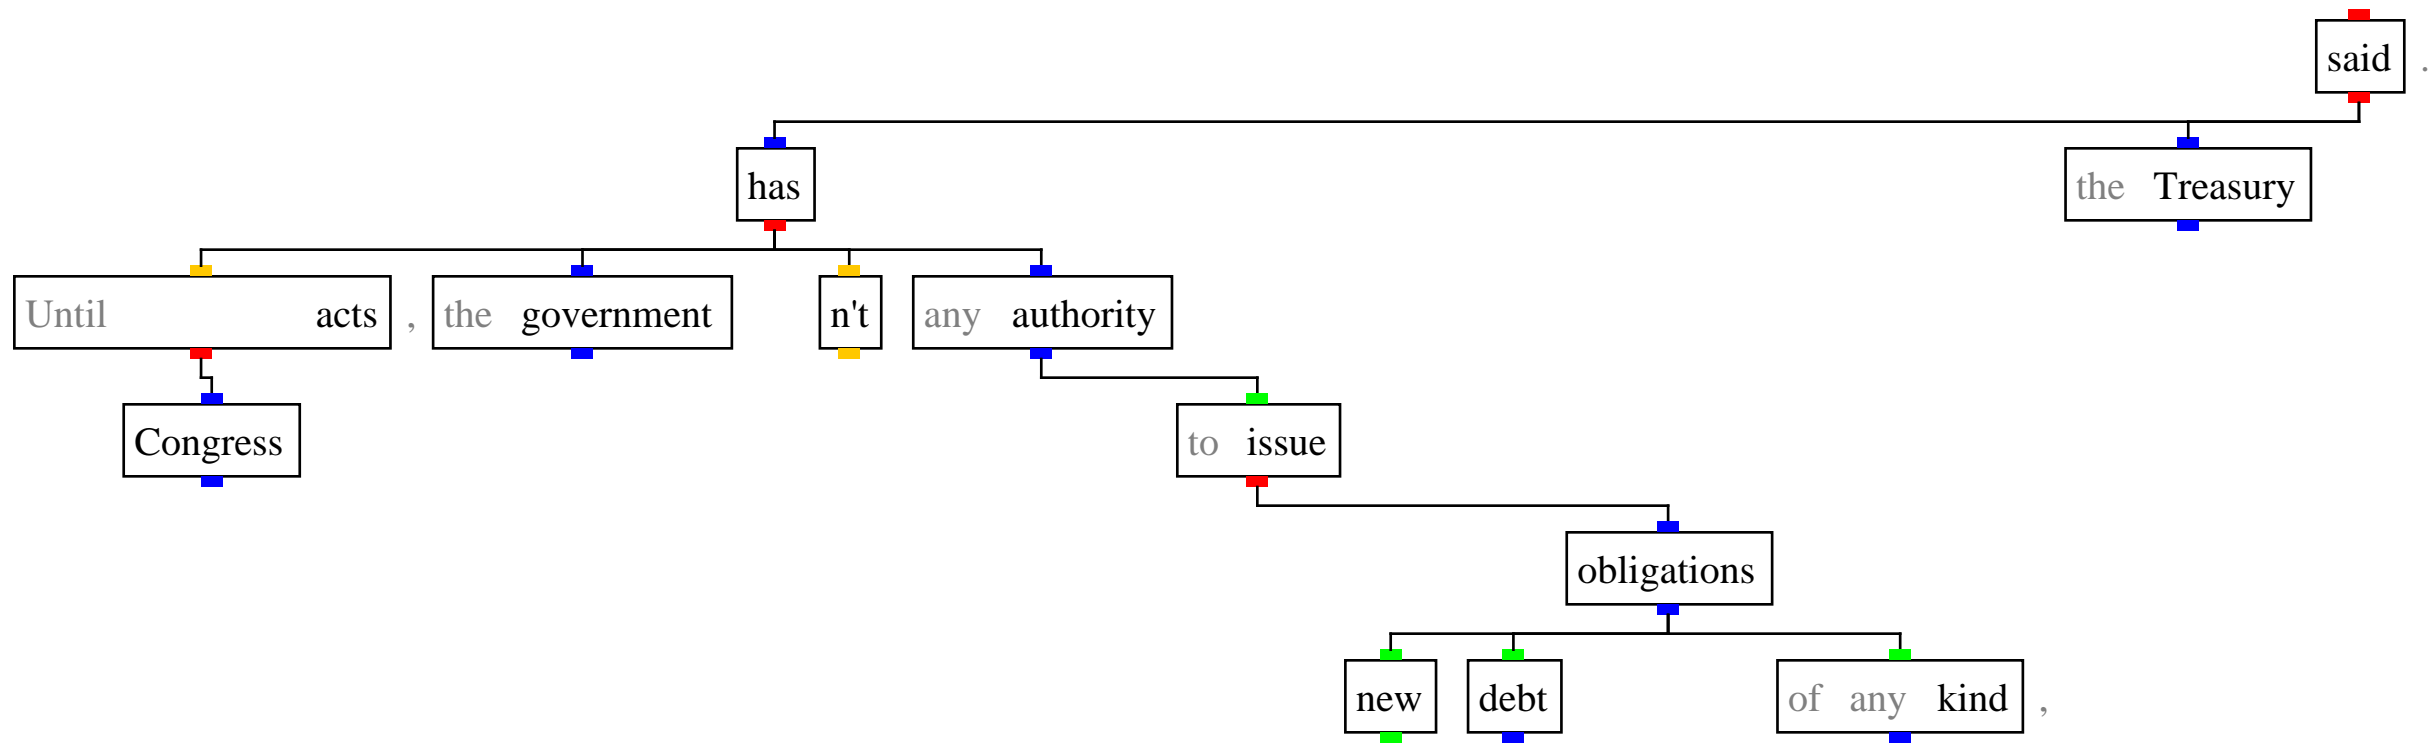 said .
has the Treasury
Until acts , the government n't any authority
Congress to issue
obligations
new debt of any kind ,